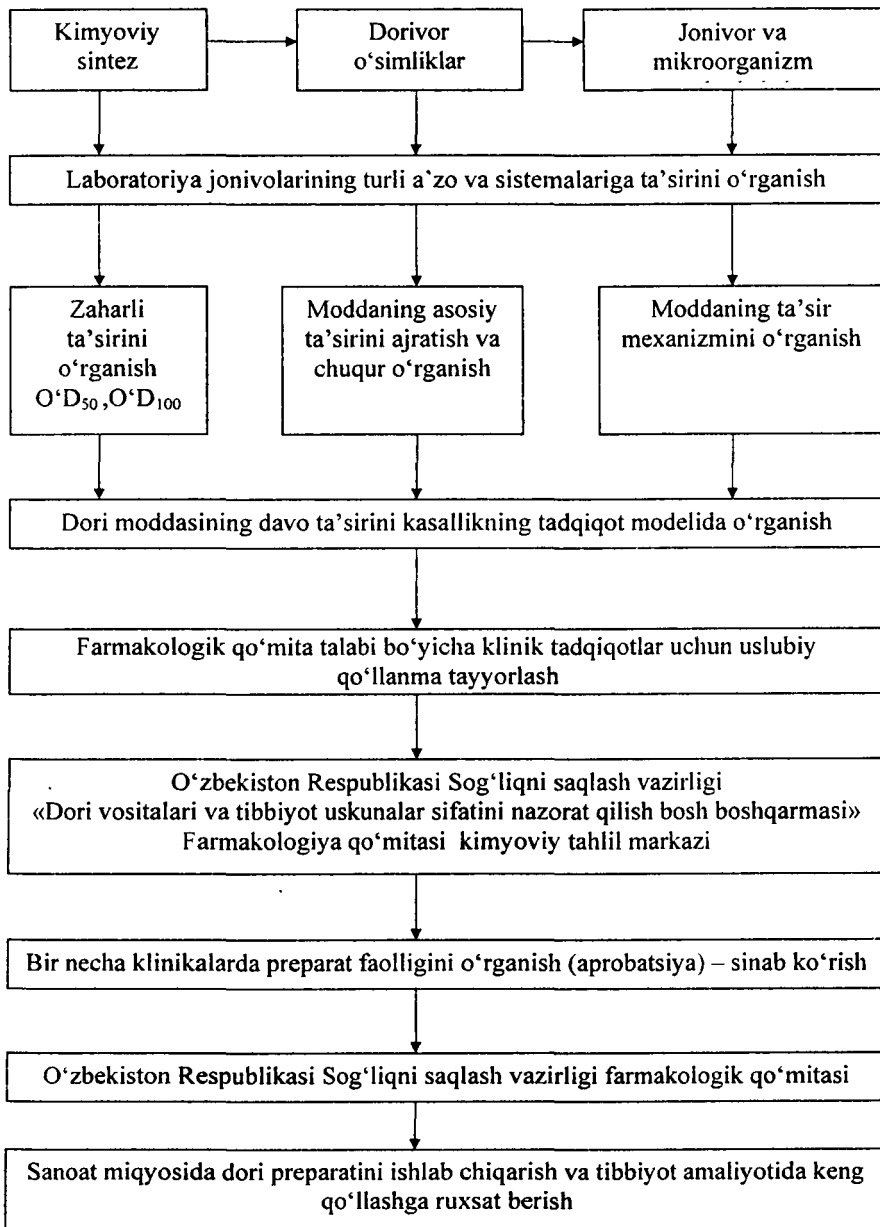 Kimyoviy
sintez
Dorivor
o‘simliklar
Jonivor va
mikroorganizm
Laboratoriya jonivolarining turli a`zo va sistemalariga ta’sirini o‘rganish
Zaharli
ta’sirini
o‘rganish
O‘D₅₀ ,O‘D₁₀₀
Moddaning asosiy
ta’sirini ajratish va
chuqur o‘rganish
Moddaning ta’sir
mexanizmini o‘rganish
Dori moddasining davo ta’sirini kasallikning tadqiqot modelida o‘rganish
Farmakologik qo‘mita talabi bo‘yicha klinik tadqiqotlar uchun uslubiy
qo‘llanma tayyorlash
O‘zbekiston Respublikasi Sog‘liqni saqlash vazirligi
«Dori vositalari va tibbiyot uskunalar sifatini nazorat qilish bosh boshqarmasi»
Farmakologiya qo‘mitasi kimyoviy tahlil markazi
Bir necha klinikalarda preparat faolligini o‘rganish (aprobatsiya) – sinab ko‘rish
O‘zbekiston Respublikasi Sog‘liqni saqlash vazirligi farmakologik qo‘mitasi
Sanoat miqyosida dori preparatini ishlab chiqarish va tibbiyot amaliyotida keng
qo‘llashga ruxsat berish